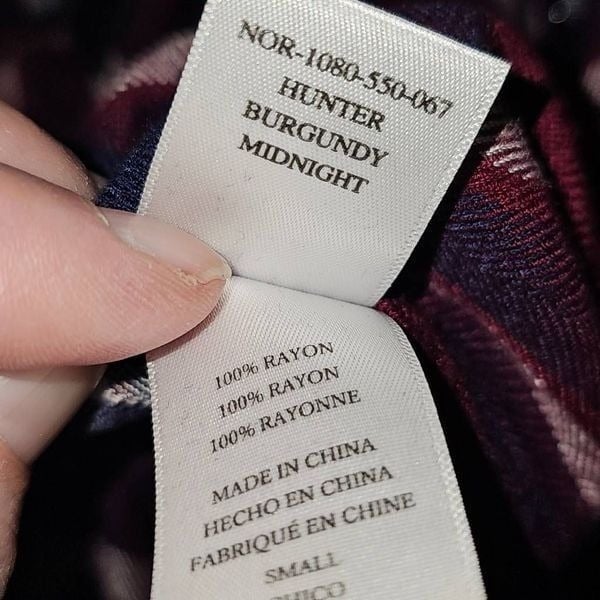 NOR-1080-550-067
HUNTER
BURGUNDY
MIDNIGHT
100% RAYON
100% RAYON
100% RAYONNE
MADE IN CHINA
HECHO EN CHINA
FABRIQUÉ EN CHINE
SMALL
CHICO